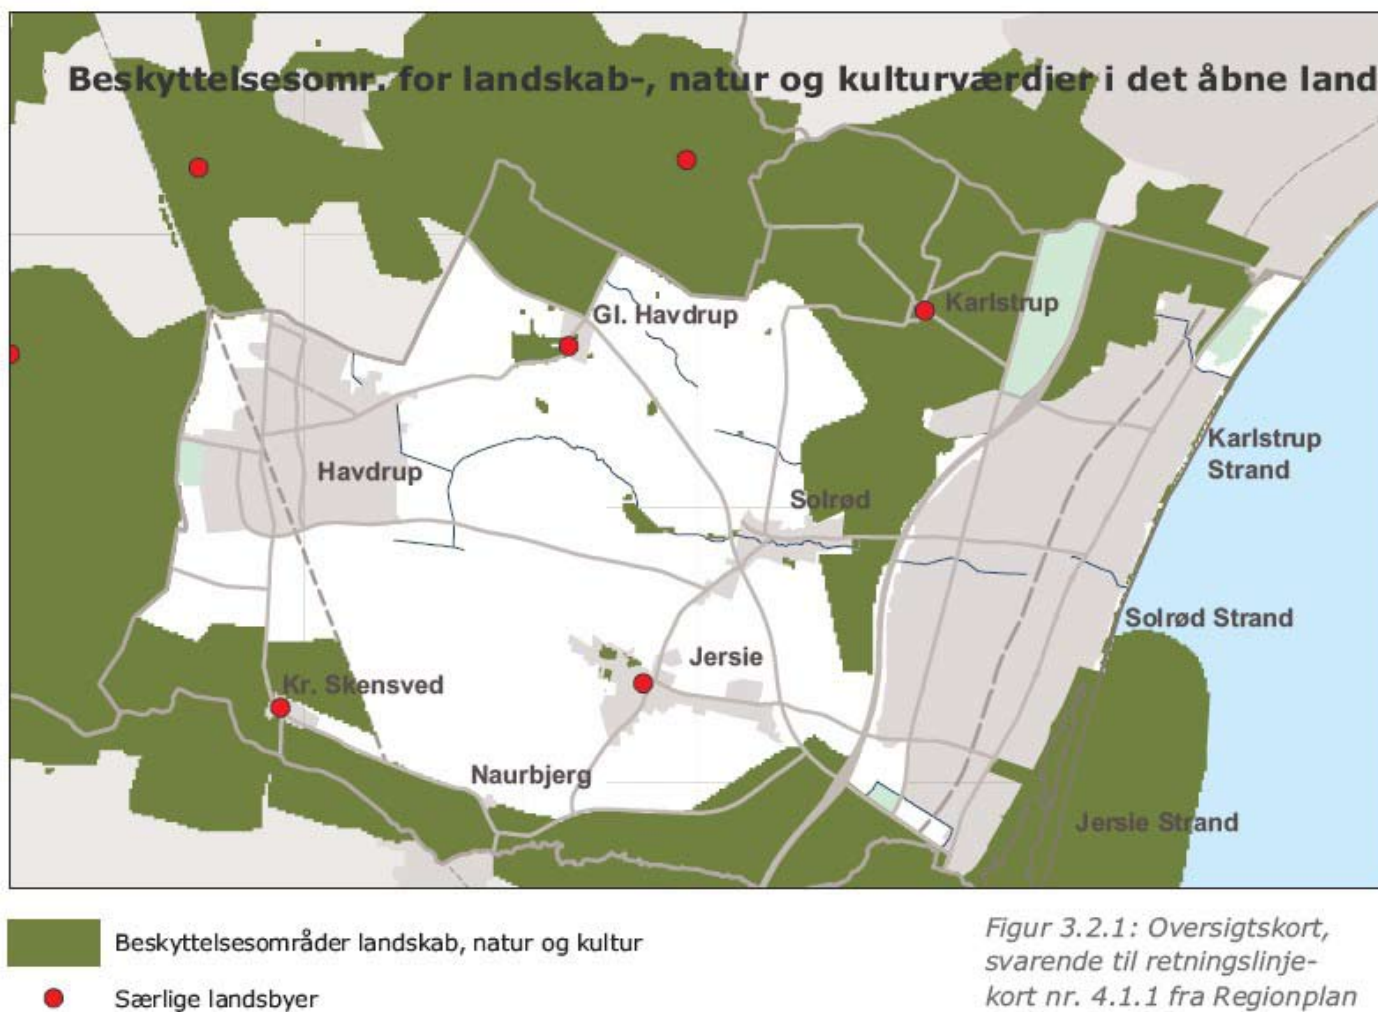 Beskyttelsesomr. for landskab-, natur og kulturværdier i det åbne land
Karlstrup
Gl. Havdrup
Karlstrup
Strand
Havdrup
Solrød
Solrød Strand
Jersie
Kr. Skensved
Naurbjerg
Jersie Strand
Beskyttelsesområder landskab, natur og kultur
Særlige landsbyer
Figur 3.2.1: Oversigtskort,
svarende til retningslinje-
kort nr. 4.1.1 fra Regionplan